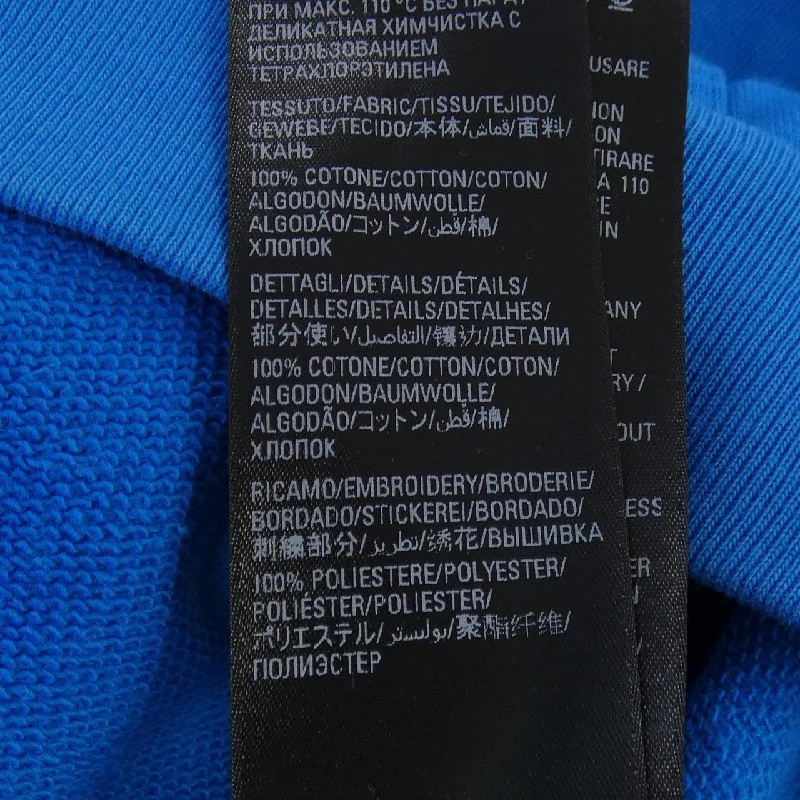 ПРИ МАКС. 110 °C БЕЗ ПАРА /
ДЕЛИКАТНАЯ ХИМЧИСТКА С
ИСПОЛЬЗОВАНИЕМ
ТЕТРАХЛОРЭТИЛЕНА
TESSUTO/FABRIC/TISSU/TEJIDO/
GEWEBE/TECIDO/本体/قماش/面料/
ТКАНЬ
100% COTONE/COTTON/COTON/
ALGODON/BAUMWOLLE/
ALGODÃO/コットン/قطن/棉/
ХЛОПОК
DETTAGLI/DETAILS/DÉTAILS/
DETALLES/DETAILS/DETALHES/
部分使い/التفاصيل/镶边/ДЕТАЛИ
100% COTONE/COTTON/COTON/
ALGODON/BAUMWOLLE/
ALGODÃO/コットン/قطن/棉/
ХЛОПОК
RICAMO/EMBROIDERY/BRODERIE/
BORDADO/STICKEREI/BORDADO/
刺繍部分/تطريز/绣花/ВЫШИВКА
100% POLIESTERE/POLYESTER/
POLIÉSTER/POLIESTER/
ポリエステル/بوليستر/聚酯纤维/
ПОЛИЭСТЕР
USARE
ION
ON
TIRARE
A 110
E
IN
ANY
T
RY /
OUT
ESS
ER